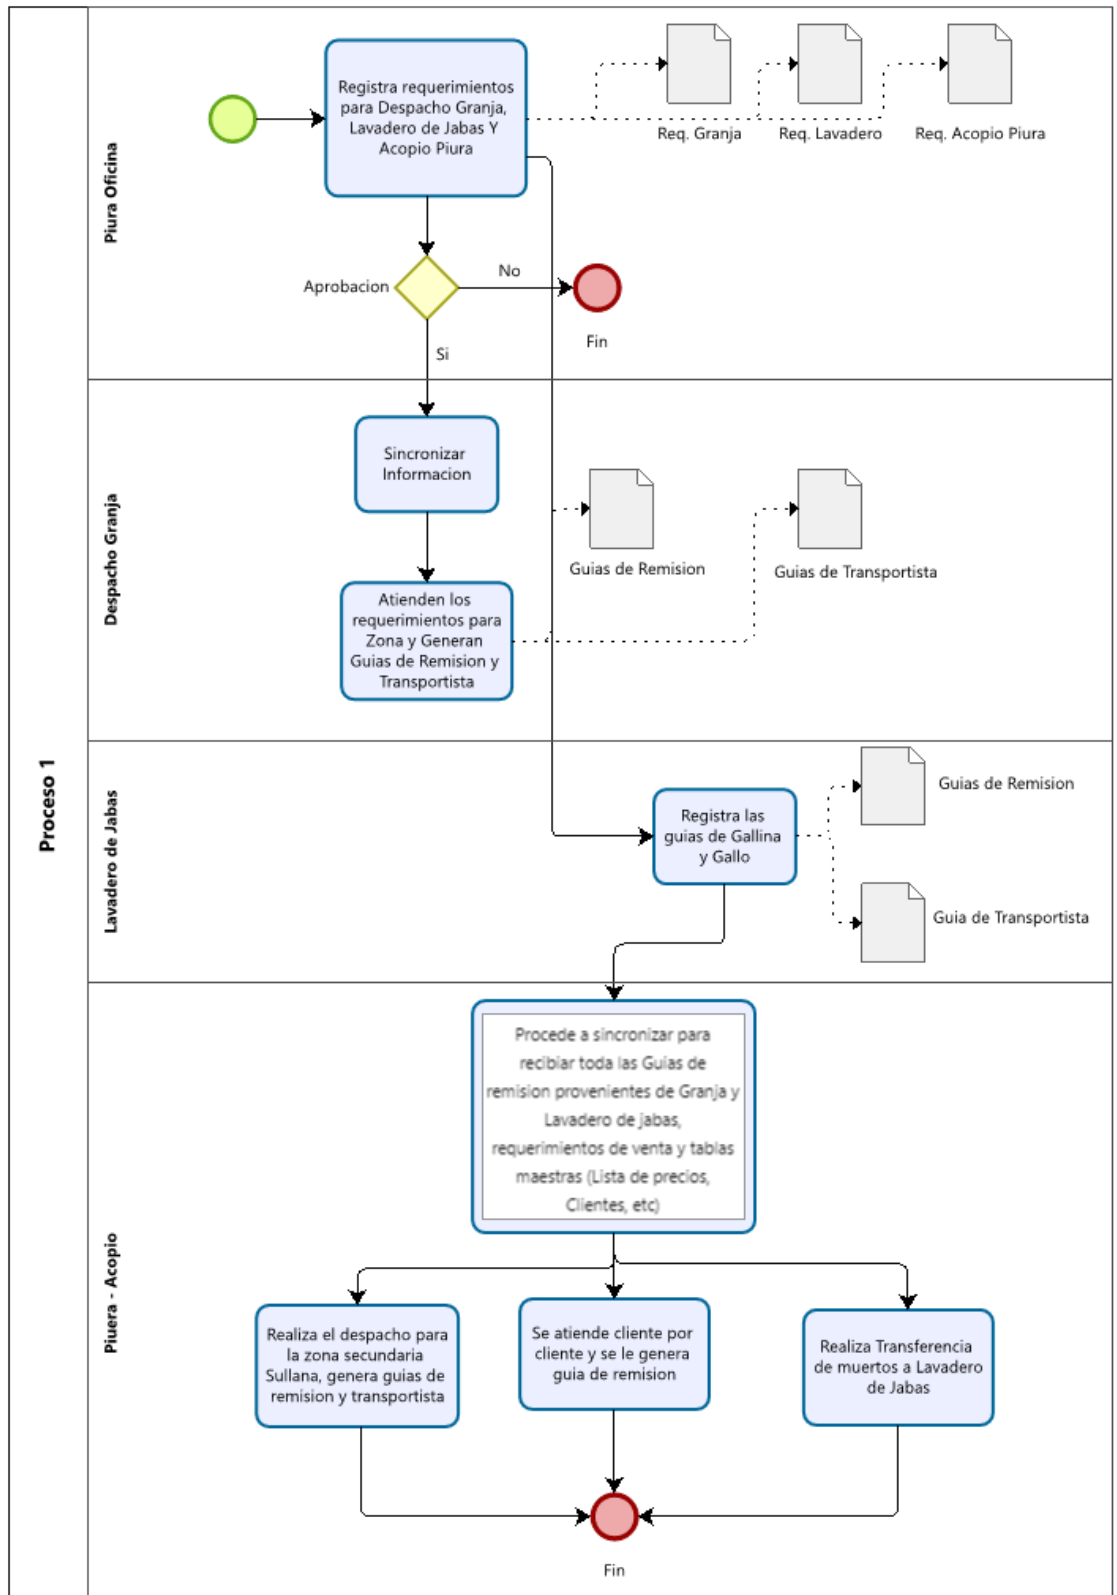 Proceso 1
Piura Oficina
Registra requerimientos
para Despacho Granja,
Lavadero de Jabas Y
Acopio Piura
Req. Granja
Req. Lavadero
Req. Acopio Piura
Aprobacion
No
Fin
Si
Despacho Granja
Sincronizar
Informacion
Guias de Remision
Guias de Transportista
Atienden los
requerimientos para
Zona y Generan
Guias de Remision y
Transportista
Lavadero de Jabas
Registra las
guias de Gallina
y Gallo
Guias de Remision
Guia de Transportista
Piuera - Acopio
Procede a sincronizar para
recibiar toda las Guias de
remision provenientes de Granja y
Lavadero de jabas,
requerimientos de venta y tablas
maestras (Lista de precios,
Clientes, etc)
Realiza el despacho para
la zona secundaria
Sullana, genera guias de
remision y transportista
Se atiende cliente por
cliente y se le genera
guia de remision
Realiza Transferencia
de muertos a Lavadero
de Jabas
Fin